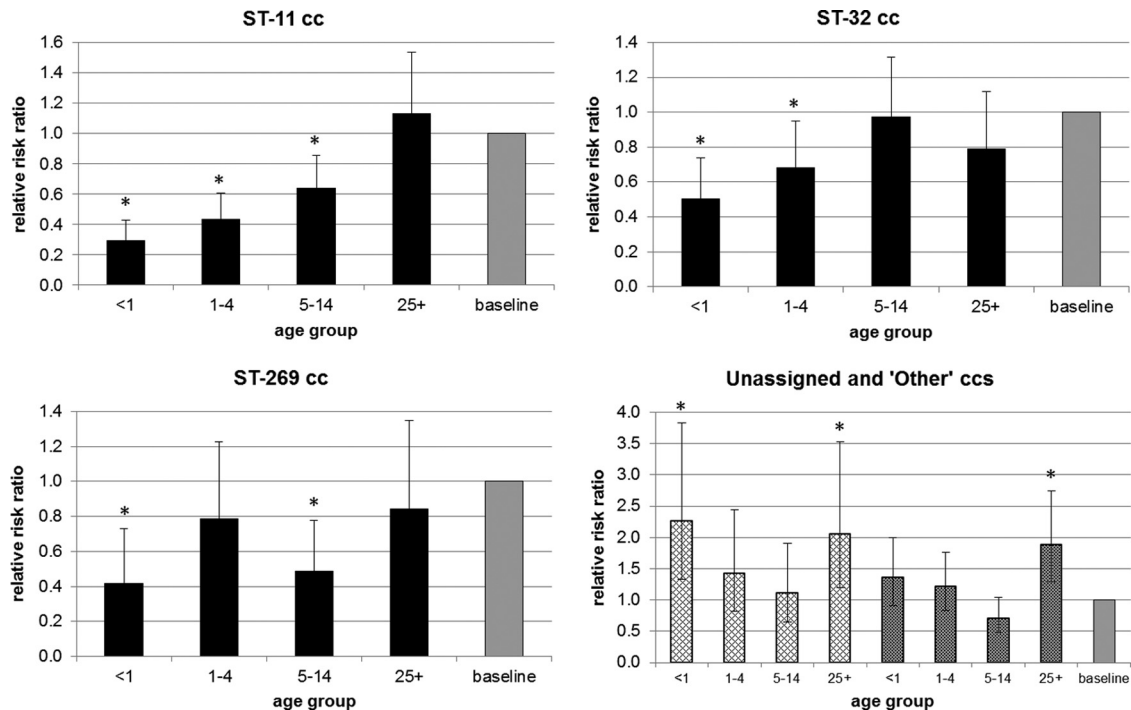 ST-11 cc
relative risk ratio
1.6
1.4
1.2
1.0
0.8
0.6
0.4
0.2
0.0
*
*
*
<1 1-4 5-14 25+ baseline
age group
ST-32 cc
relative risk ratio
1.4
1.2
1.0
0.8
0.6
0.4
0.2
0.0
*
*
<1 1-4 5-14 25+ baseline
age group
ST-269 cc
relative risk ratio
1.4
1.2
1.0
0.8
0.6
0.4
0.2
0.0
*
*
<1 1-4 5-14 25+ baseline
age group
Unassigned and 'Other' ccs
relative risk ratio
4.0
3.5
3.0
2.5
2.0
1.5
1.0
0.5
0.0
*
*
*
<1 1-4 5-14 25+ <1 1-4 5-14 25+ baseline
age group